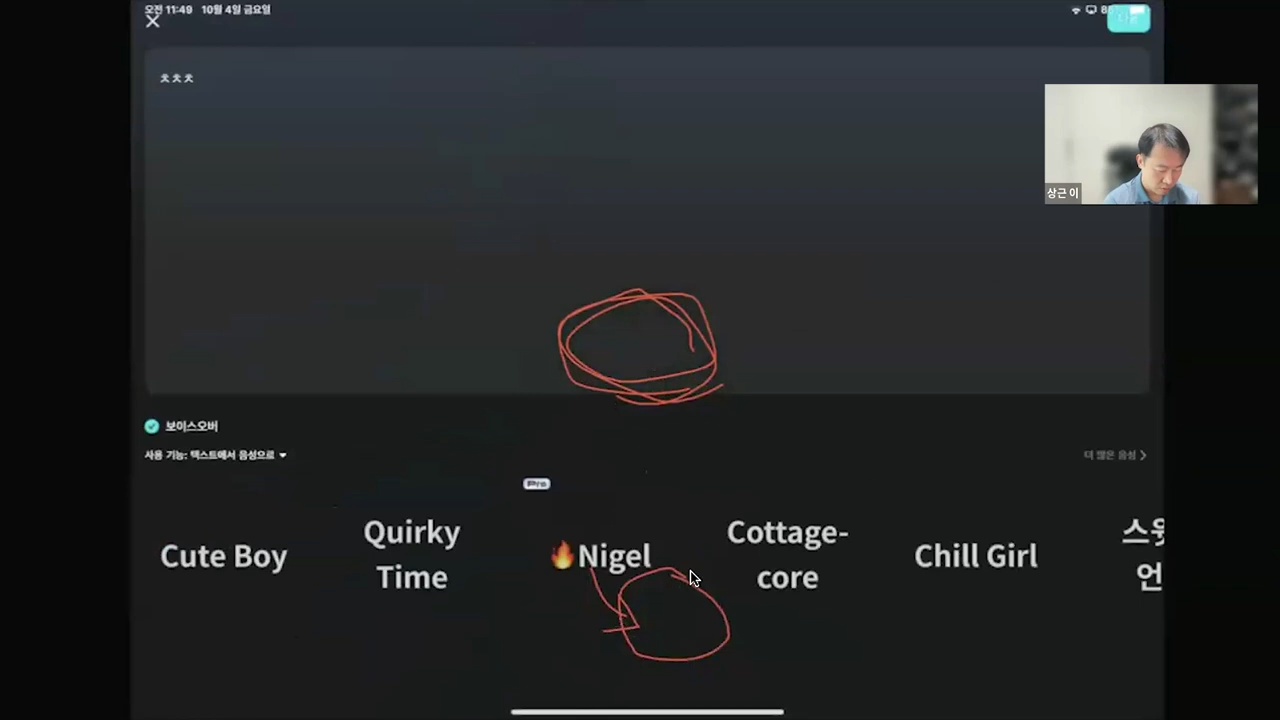 오전 11:49 10월 4일 금요일
ㅊㅊㅊ
상근 이
보이스오버
사용 기능: 텍스트에서 음성으로
더 많은 음성
Pro
Cute Boy
Quirky
Time
Nigel
Cottage-
core
Chill Girl
언